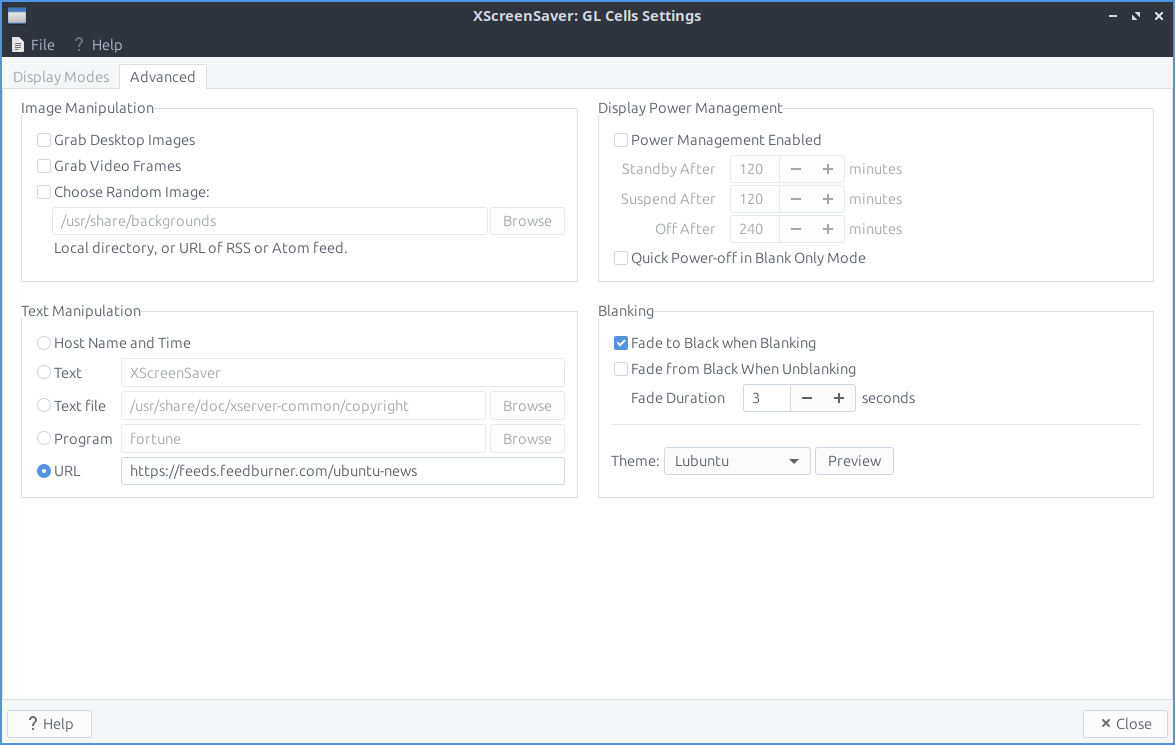 XScreenSaver: GL Cells Settings
File ? Help
Display Modes Advanced
Image Manipulation
Grab Desktop Images
Grab Video Frames
Choose Random Image:
/usr/share/backgrounds Browse
Local directory, or URL of RSS or Atom feed.
Display Power Management
Power Management Enabled
Standby After 120 − + minutes
Suspend After 120 − + minutes
Off After 240 − + minutes
Quick Power-off in Blank Only Mode
Text Manipulation
Host Name and Time
Text XScreenSaver
Text file /usr/share/doc/xserver-common/copyright Browse
Program fortune Browse
URL https://feeds.feedburner.com/ubuntu-news
Blanking
Fade to Black when Blanking
Fade from Black When Unblanking
Fade Duration 3 − + seconds
Theme: Lubuntu Preview
? Help × Close